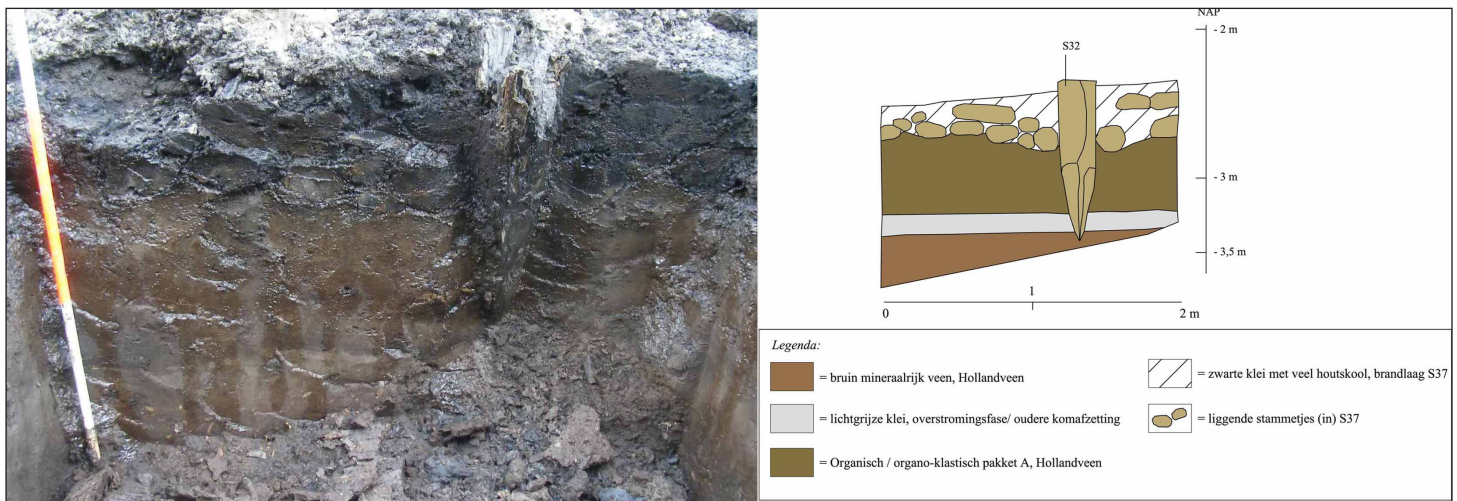 NAP
- 2 m
S32
- 3 m
- 3,5 m
1
0
2 m
Legenda:
= bruin mineraalrijk veen, Hollandveen
= lichtgrijze klei, overstromingsfase/ oudere komafzetting
= Organisch / organo-klastisch pakket A, Hollandveen
= zwarte klei met veel houtskool, brandlaag S37
= liggende stammetjes (in) S37